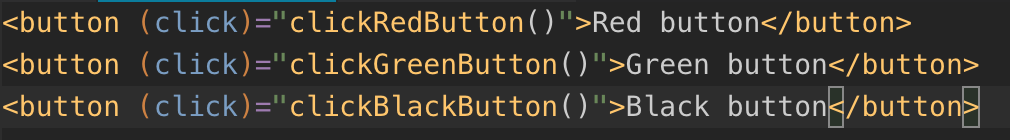 <button (click)="clickRedButton()">Red button</button>
<button (click)="clickGreenButton()">Green button</button>
<button (click)="clickBlackButton()">Black button</button>